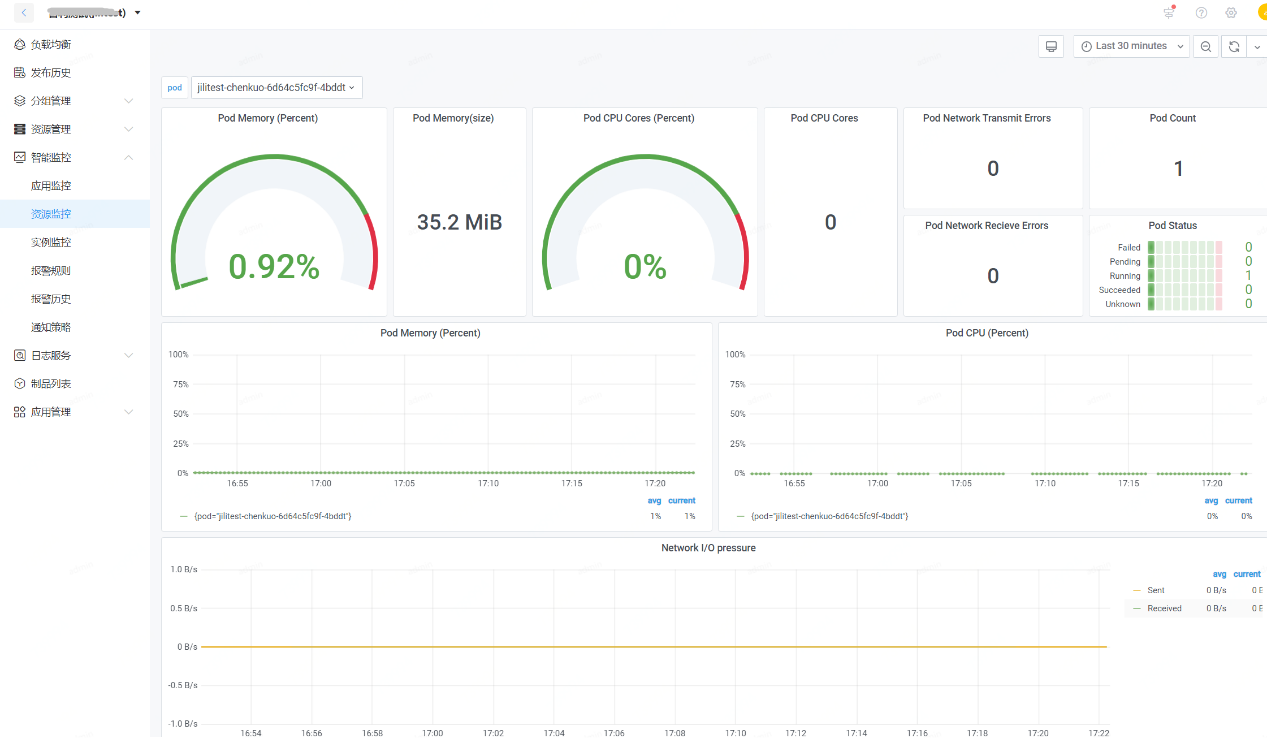 Last 30 minutes
负载均衡
发布历史
分组管理
资源管理
智能监控
应用监控
资源监控
实例监控
报警规则
报警历史
通知策略
日志服务
制品列表
应用管理
pod jilitest-chenkuo-6d64c5fc9f-4bddt
Pod Memory (Percent)
0.92%
Pod Memory(size)
35.2 MiB
Pod CPU Cores (Percent)
0%
Pod CPU Cores
0
Pod Network Transmit Errors
0
Pod Network Recieve Errors
0
Pod Count
1
Pod Status
Failed 0
Pending 0
Running 1
Succeeded 0
Unknown 0
Pod Memory (Percent)
100%
75%
50%
25%
0%
16:55 17:00 17:05 17:10 17:15 17:20
avg current
{pod="jilitest-chenkuo-6d64c5fc9f-4bddt"} 1% 1%
Pod CPU (Percent)
100%
75%
50%
25%
0%
16:55 17:00 17:05 17:10 17:15 17:20
avg current
{pod="jilitest-chenkuo-6d64c5fc9f-4bddt"} 0% 0%
Network I/O pressure
1.0 B/s
0.5 B/s
0 B/s
-0.5 B/s
-1.0 B/s
16:54 16:56 16:58 17:00 17:02 17:04 17:06 17:08 17:10 17:12 17:14 17:16 17:18 17:20 17:22
avg current
Sent 0 B/s 0
Received 0 B/s 0